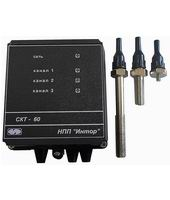 сеть
канал 1
канал 2
канал 3
СКТ - 60
НПП "Интор"